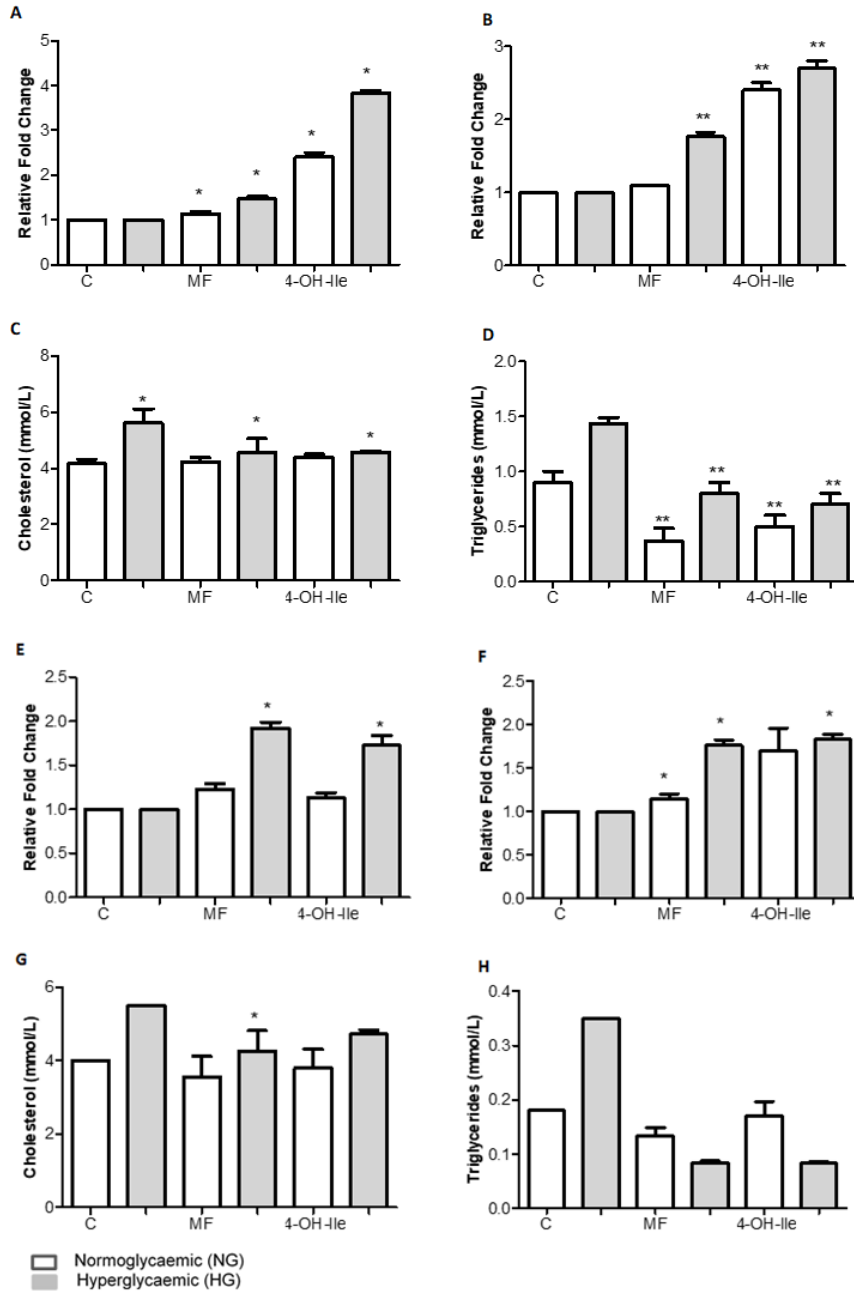 A
B
5
4
3
2
1
0
Relative Fold Change
*
*
*
*
C
MF
4-OH-Ile
3
2
1
0
Relative Fold Change
**
**
**
C
MF
4-OH-Ile
C
D
8
6
4
2
0
Cholesterol (mmol/L)
*
*
*
C
MF
4-OH-Ile
2.0
1.5
1.0
0.5
0.0
Triglycerides (mmol/L)
**
**
**
**
C
MF
4-OH-Ile
E
F
2.5
2.0
1.5
1.0
0.5
0.0
Relative Fold Change
*
*
C
MF
4-OH-Ile
2.5
2.0
1.5
1.0
0.5
0.0
Relative Fold Change
*
*
*
C
MF
4-OH-Ile
G
H
6
4
2
0
Cholesterol (mmol/L)
*
C
MF
4-OH-Ile
0.4
0.3
0.2
0.1
0.0
Triglycerides (mmol/L)
C
MF
4-OH-Ile
Normoglycaemic (NG)
Hyperglycaemic (HG)